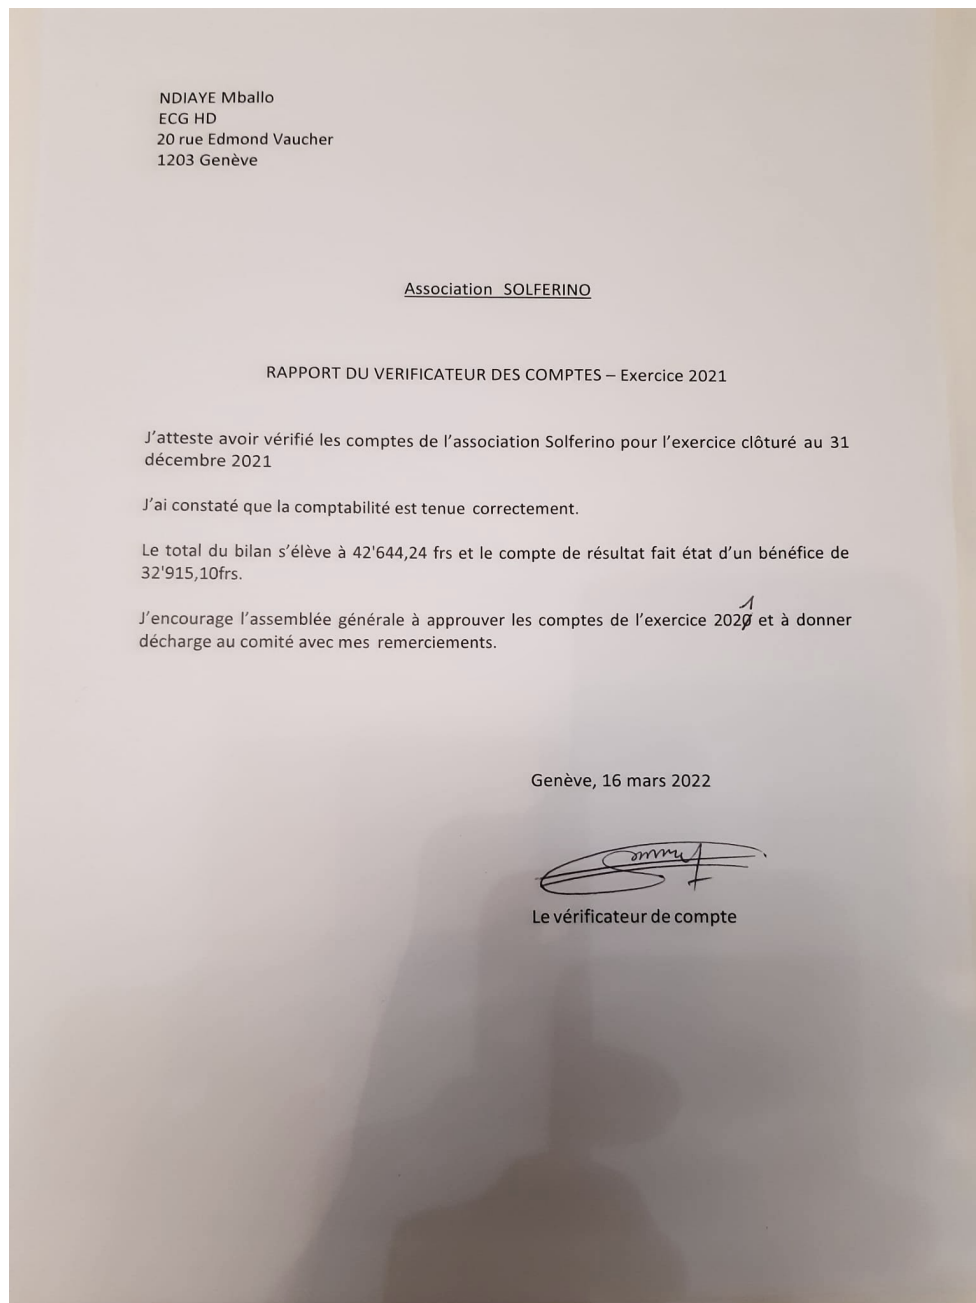 NDIAYE Mballo
ECG HD
20 rue Edmond Vaucher
1203 Genève
Association SOLFERINO
RAPPORT DU VERIFICATEUR DES COMPTES – Exercice 2021
J’atteste avoir vérifié les comptes de l’association Solferino pour l’exercice clôturé au 31
décembre 2021
J’ai constaté que la comptabilité est tenue correctement.
Le total du bilan s’élève à 42'644,24 frs et le compte de résultat fait état d’un bénéfice de
32'915,10frs.
J’encourage l’assemblée générale à approuver les comptes de l’exercice 2021 et à donner
décharge au comité avec mes remerciements.
Genève, 16 mars 2022
Le vérificateur de compte